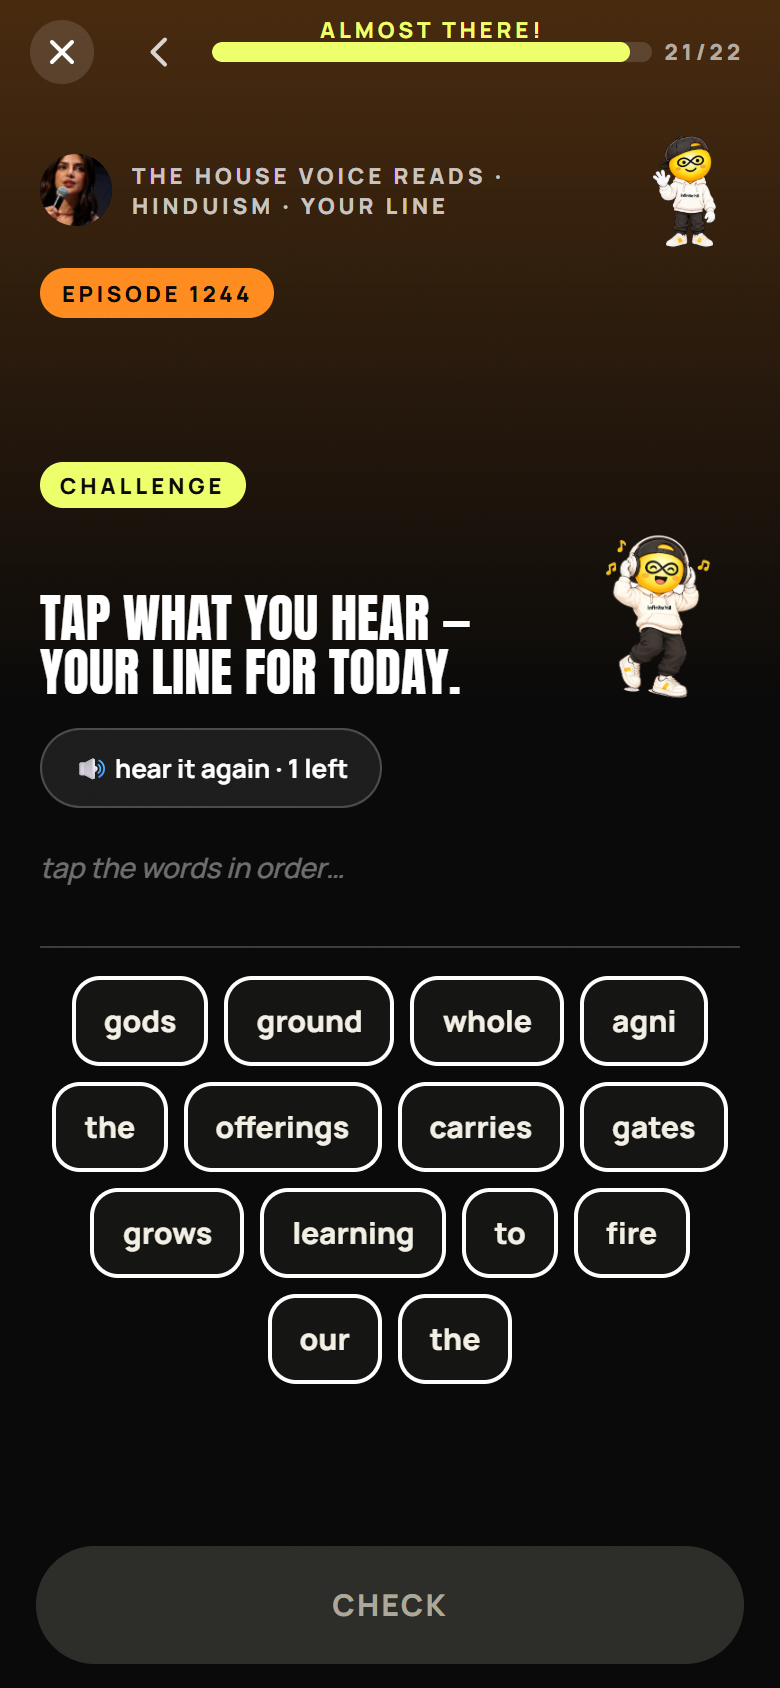 ALMOST THERE!
21/22
THE HOUSE VOICE READS ·
HINDUISM · YOUR LINE
EPISODE 1244
CHALLENGE
TAP WHAT YOU HEAR –
YOUR LINE FOR TODAY.
hear it again · 1 left
tap the words in order...
gods ground whole agni
the offerings carries gates
grows learning to fire
our the
CHECK